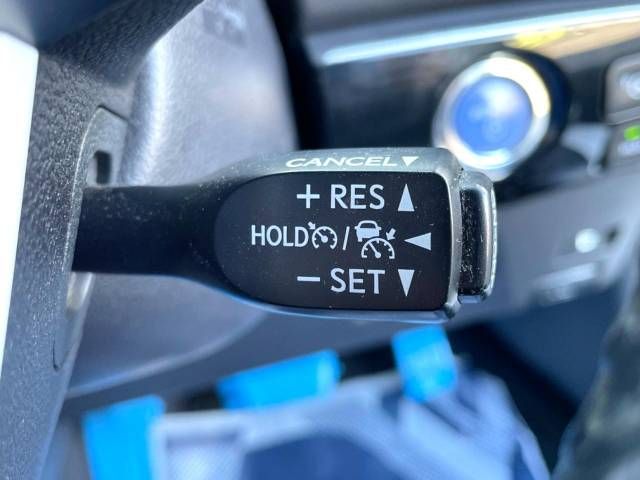 CANCEL▼
+ RES ▲
HOLD / ◀
− SET ▼